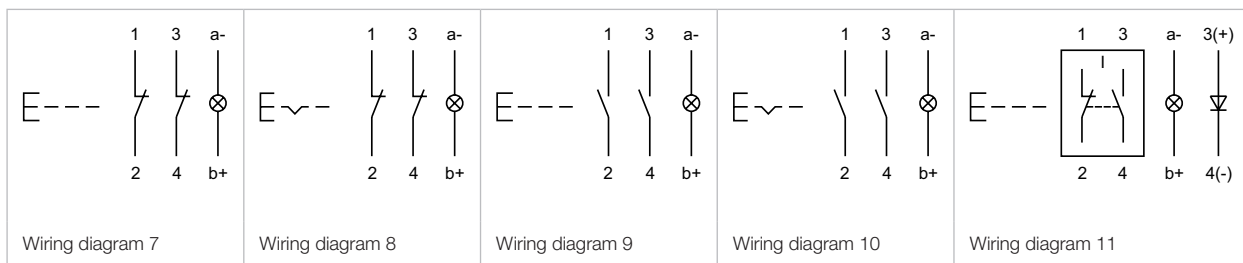 1 3 a-
2 4 b+
Wiring diagram 7
1 3 a-
2 4 b+
Wiring diagram 8
1 3 a-
2 4 b+
Wiring diagram 9
1 3 a-
2 4 b+
Wiring diagram 10
1 3 a- 3(+)
2 4 b+ 4(-)
Wiring diagram 11